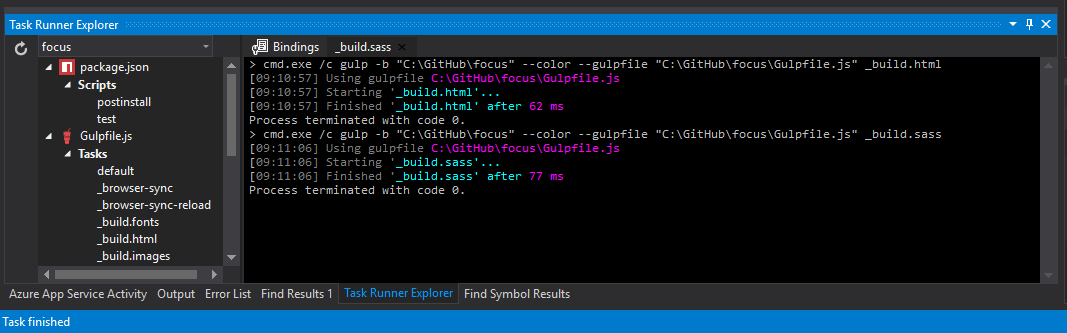 Task Runner Explorer
focus
package.json
Scripts
postinstall
test
Gulpfile.js
Tasks
default
_browser-sync
_browser-sync-reload
_build.fonts
_build.html
_build.images
Bindings
_build.sass
> cmd.exe /c gulp -b "C:\GitHub\focus" --color --gulpfile "C:\GitHub\focus\Gulpfile.js" _build.html
[09:10:57] Using gulpfile C:\GitHub\focus\Gulpfile.js
[09:10:57] Starting '_build.html'...
[09:10:57] Finished '_build.html' after 62 ms
Process terminated with code 0.
> cmd.exe /c gulp -b "C:\GitHub\focus" --color --gulpfile "C:\GitHub\focus\Gulpfile.js" _build.sass
[09:11:06] Using gulpfile C:\GitHub\focus\Gulpfile.js
[09:11:06] Starting '_build.sass'...
[09:11:06] Finished '_build.sass' after 77 ms
Process terminated with code 0.
Azure App Service Activity Output Error List Find Results 1 Task Runner Explorer Find Symbol Results
Task finished